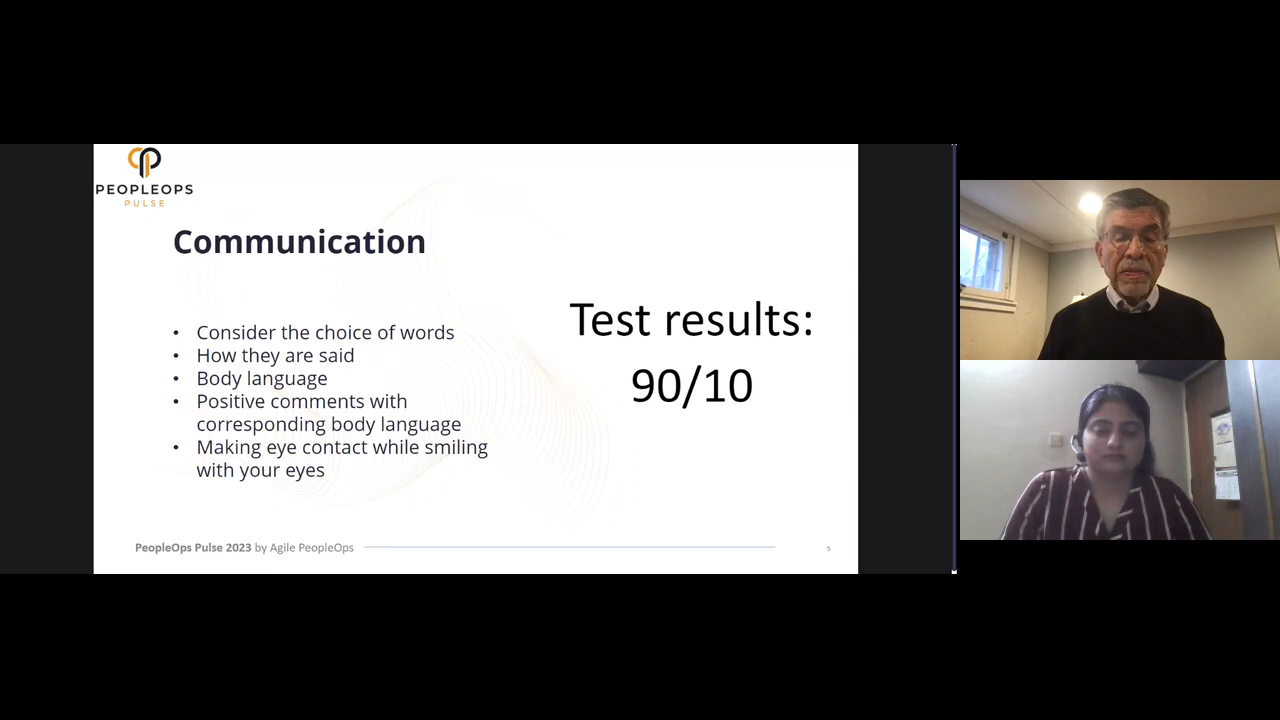 PEOPLEOPS
PULSE
Communication
• Consider the choice of words
• How they are said
• Body language
• Positive comments with
corresponding body language
• Making eye contact while smiling
with your eyes
Test results:
90/10
PeopleOps Pulse 2023 by Agile PeopleOps
5